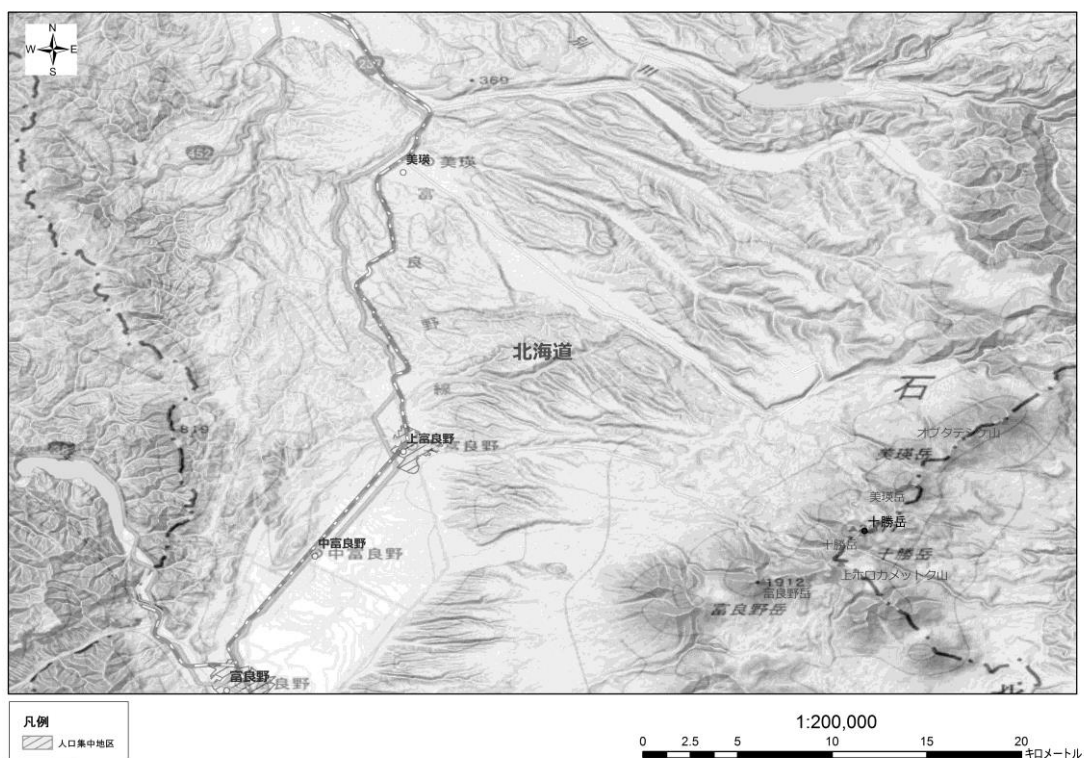 N
W E
S
237
・369
別
川
452
美瑛
美瑛
富
良
野
線
北海道
石
819
オプタテシケ山
美瑛岳
上富良野
富良野
美瑛岳
十勝岳
中富良野
中富良野
十勝岳
十勝岳
上ホロカメットク山
・1912
富良野岳
富良野岳
富良野
良野
凡例
人口集中地区
1:200,000
0 2.5 5 10 15 20
キロメートル